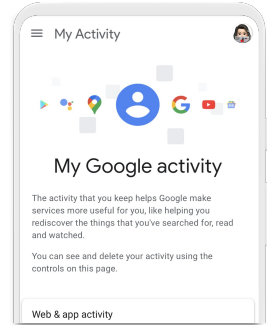 My Activity
My Google activity
The activity that you keep helps Google make
services more useful for you, like helping you
rediscover the things that you've searched for, read
and watched.
You can see and delete your activity using the
controls on this page.
Web & app activity